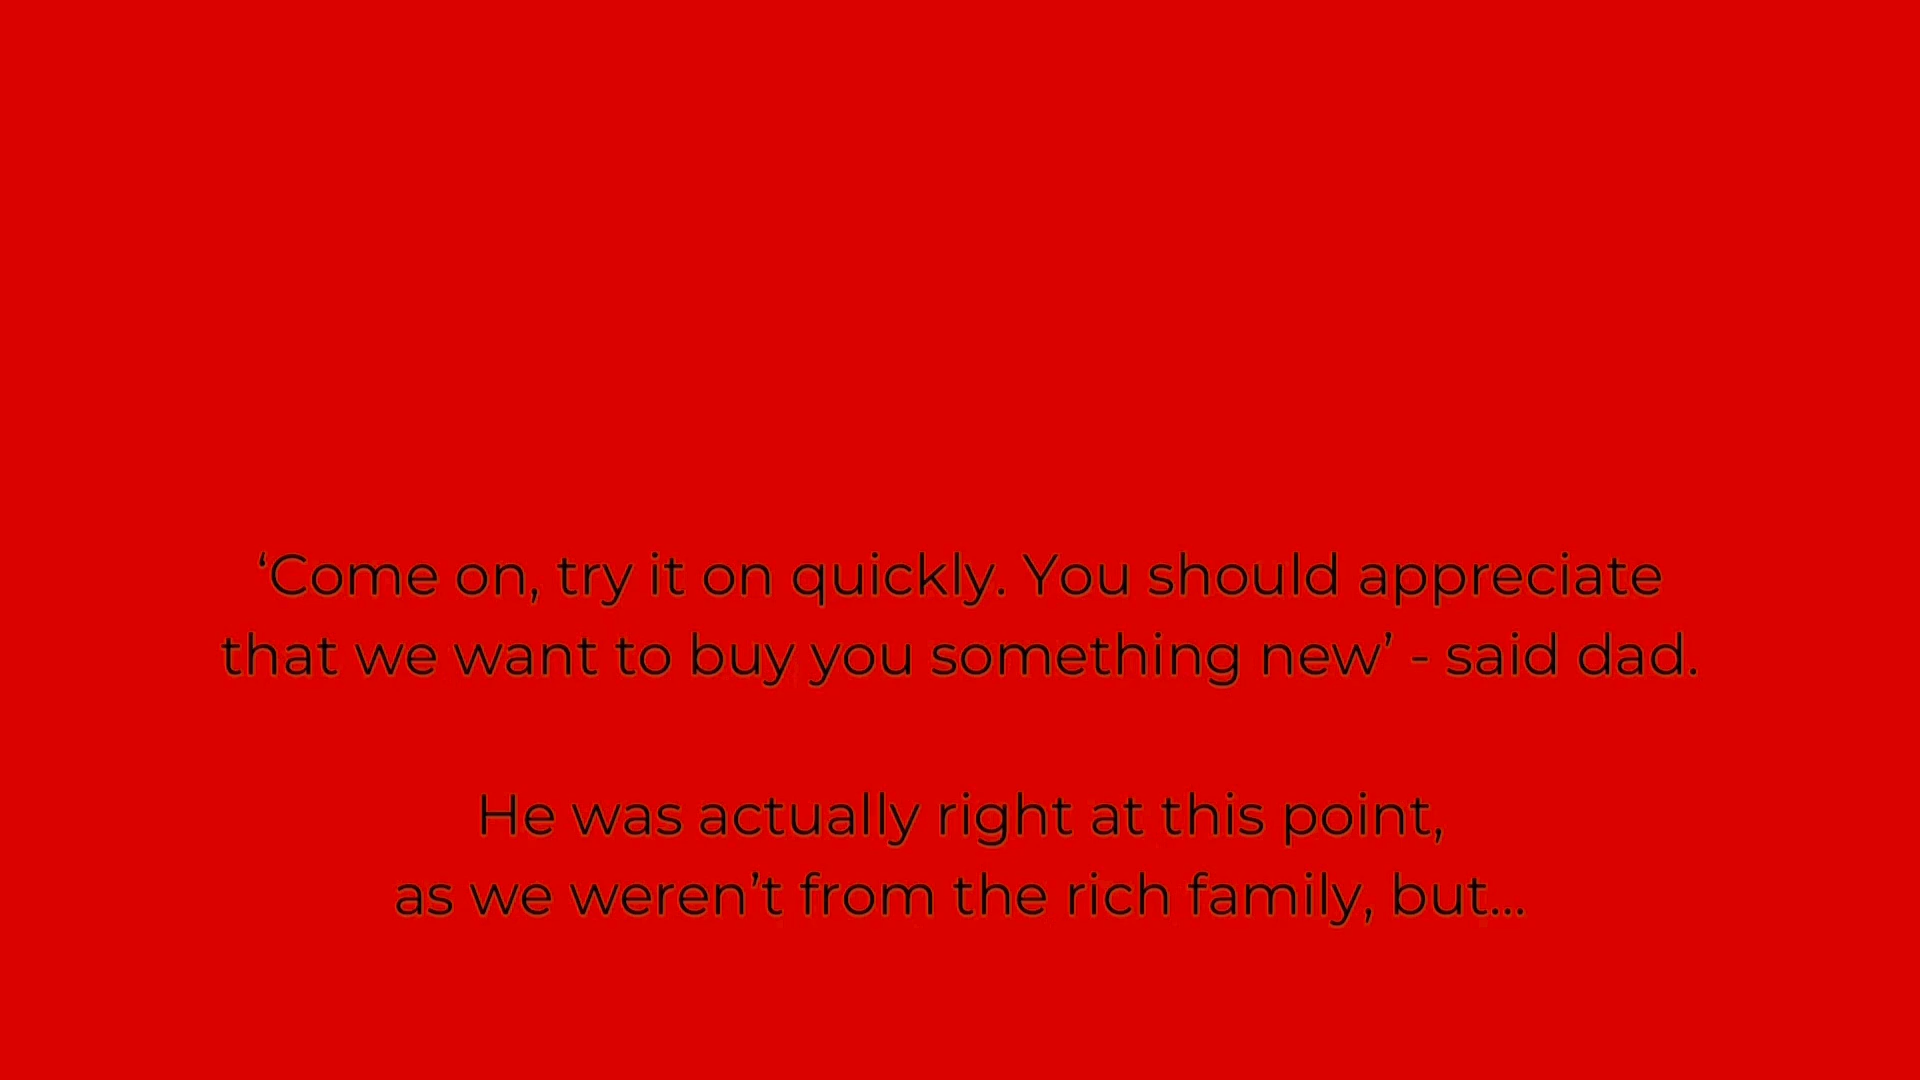 ‘Come on, try it on quickly. You should appreciate
that we want to buy you something new’ - said dad.
He was actually right at this point,
as we weren’t from the rich family, but...